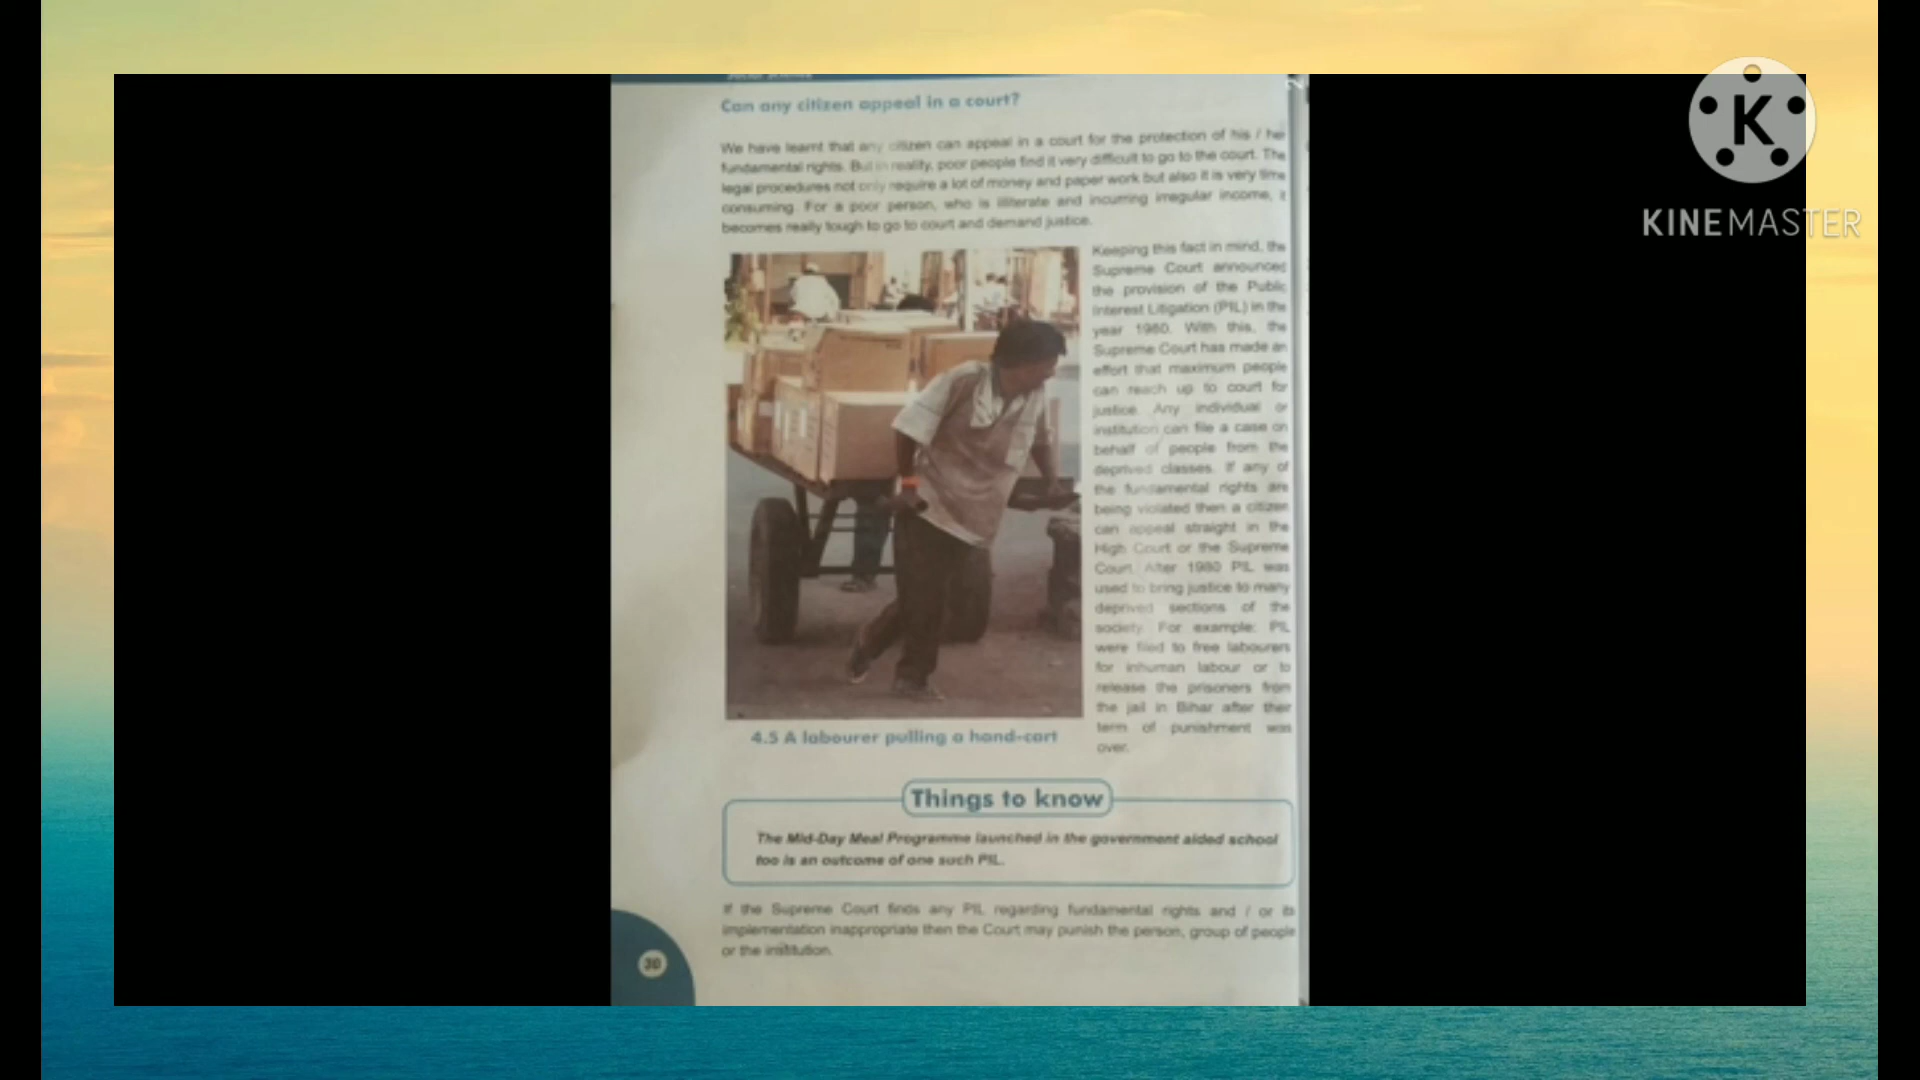 Social Science
Can any citizen appeal in a court?
We have learnt that any citizen can appeal in a court for the protection of his / her
fundamental rights. But in reality, poor people find it very difficult to go to the court. The
legal procedures not only require a lot of money and paper work but also it is very time
consuming. For a poor person, who is illiterate and incurring irregular income, it
becomes really tough to go to court and demand justice.
Keeping this fact in mind, the
Supreme Court announced
the provision of the Public
Interest Litigation (PIL) in the
year 1980. With this, the
Supreme Court has made an
effort that maximum people
can reach up to court for
justice. Any individual or
institution can file a case on
behalf of people from the
deprived classes. If any of
the fundamental rights are
being violated then a citizen
can appeal straight in the
High Court or the Supreme
Court. After 1980 PIL was
used to bring justice to many
deprived sections of the
society. For example: PIL
were filed to free labourers
for inhuman labour or to
release the prisoners from
the jail in Bihar after their
term of punishment was
over.
4.5 A labourer pulling a hand-cart
Things to know
The Mid-Day Meal Programme launched in the government aided school
too is an outcome of one such PIL.
If the Supreme Court finds any PIL regarding fundamental rights and / or its
implementation inappropriate then the Court may punish the person, group of people
or the institution.
30
K
KINEMASTER